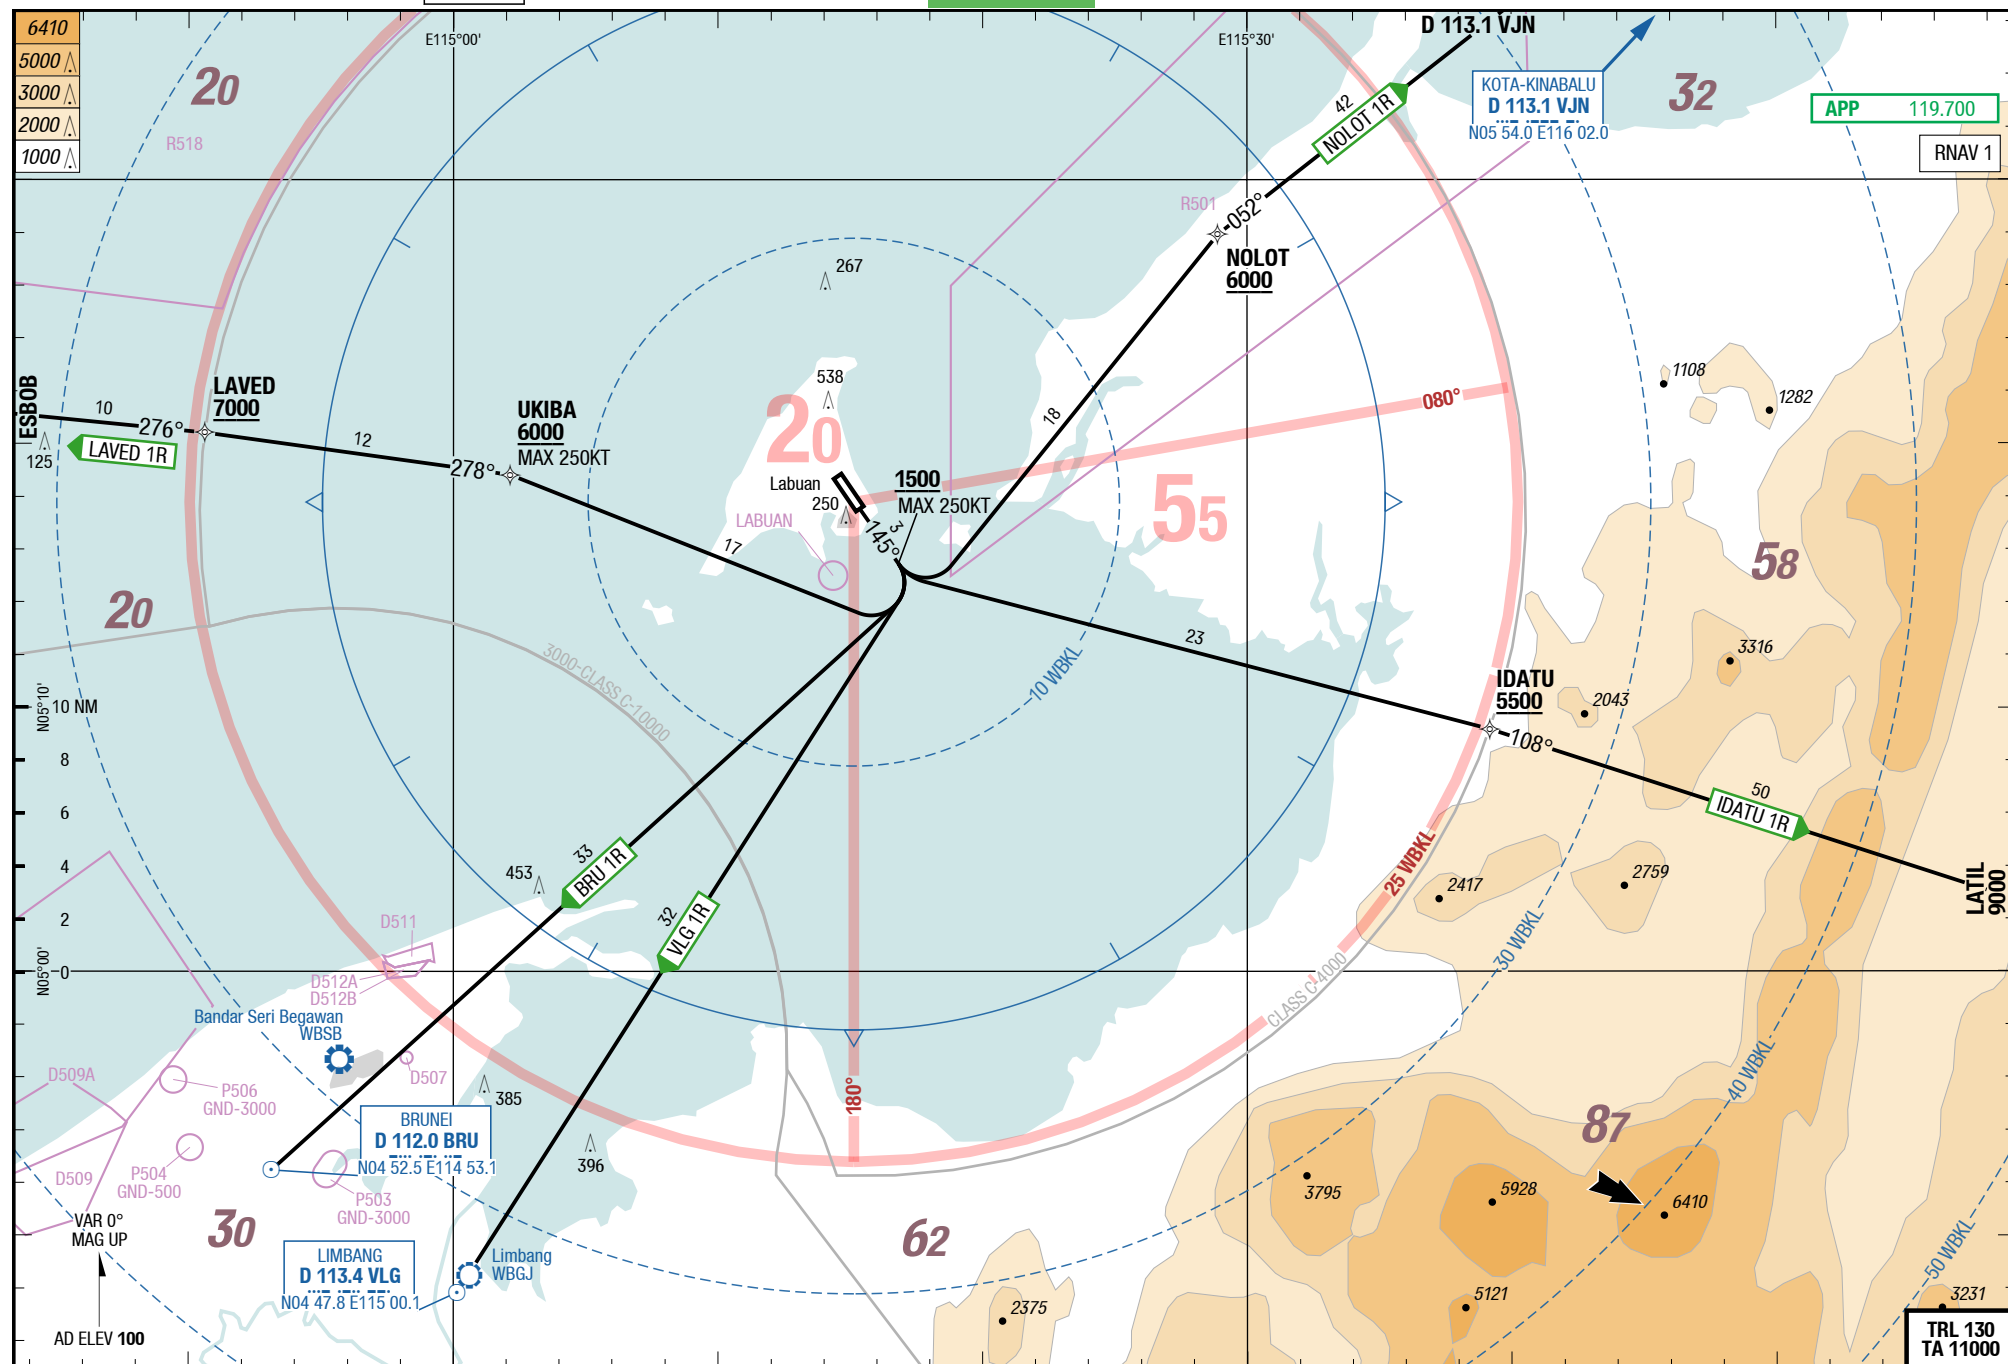 6410
5000
3000
2000
1000
20
R518
E115°00'
E115°30'
D 113.1 VJN
KOTA-KINABALU
D 113.1 VJN
N05 54.0 E116 02.0
32
APP 119.700
RNAV 1
42
NOLOT 1R
052°
R501
NOLOT
6000
267
538
20
Labuan
250
LABUAN
1500
MAX 250KT
3
145°
18
080°
55
ESBOB
10
276°
LAVED 1R
125
LAVED
7000
12
278°
UKIBA
6000
MAX 250KT
17
20
1108
1282
58
3316
2043
23
IDATU
5500
108°
50
IDATU 1R
LATIL
9000
3000-CLASS C-10000
10 WBKL
N05°10'
10 NM
8
6
4
2
0
N05°00'
453
33
BRU 1R
32
VLG 1R
25 WBKL
2417
2759
30 WBKL
CLASS C-4000
D511
D512A
D512B
Bandar Seri Begawan
WBSB
D507
D509A
P506
GND-3000
385
180°
40 WBKL
BRUNEI
D 112.0 BRU
N04 52.5 E114 53.1
396
P504
GND-500
D509
P503
GND-3000
87
3795
5928
6410
VAR 0°
MAG UP
30
62
LIMBANG
D 113.4 VLG
N04 47.8 E115 00.1
Limbang
WBGJ
50 WBKL
2375
5121
3231
AD ELEV 100
TRL 130
TA 11000